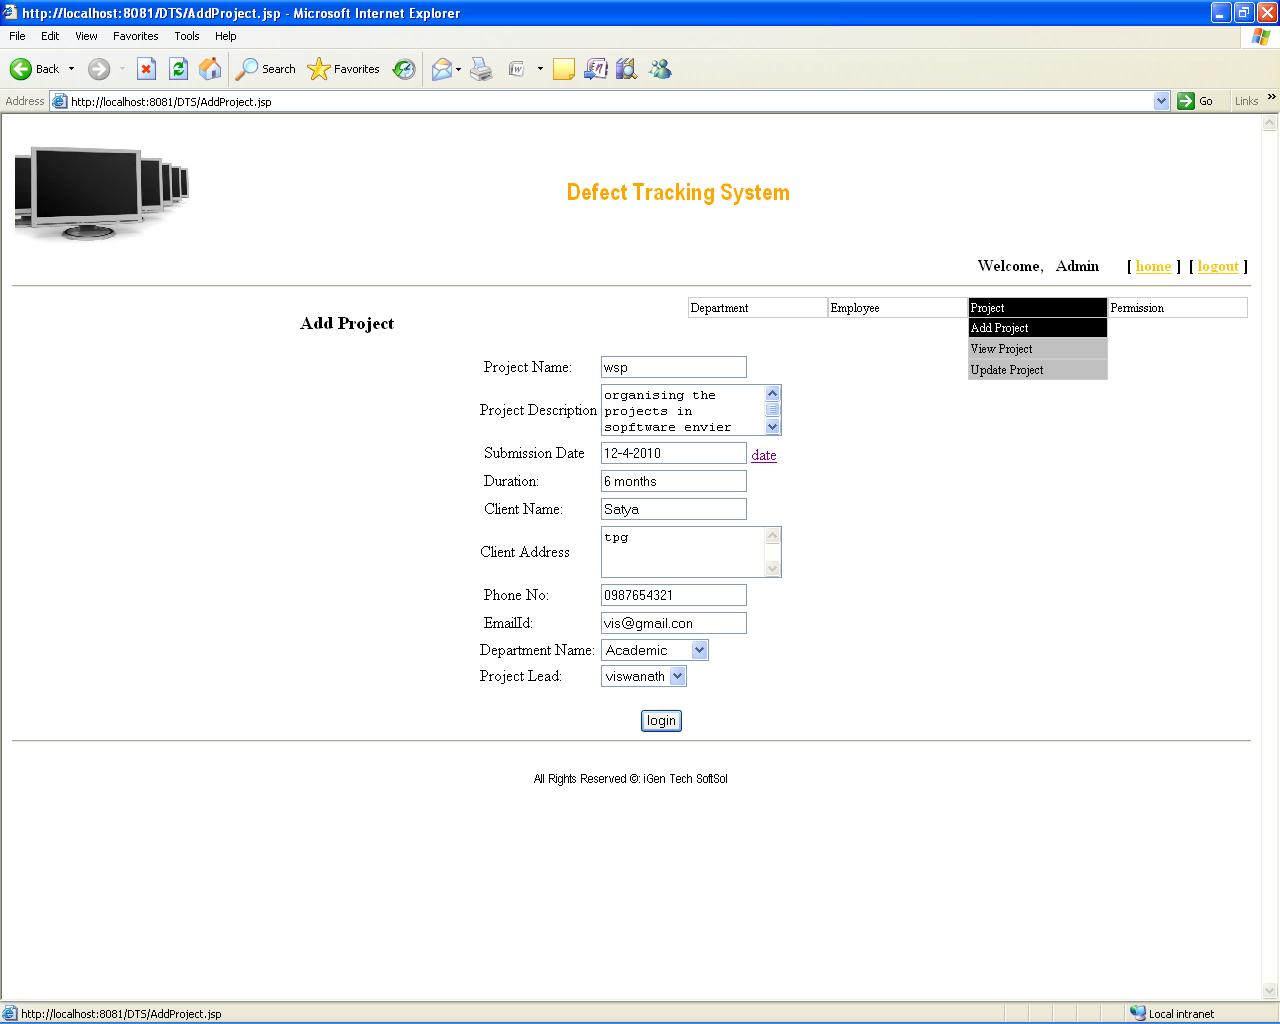 http://localhost:8081/DTS/AddProject.jsp - Microsoft Internet Explorer
File Edit View Favorites Tools Help
Back Search Favorites
Address http://localhost:8081/DTS/AddProject.jsp Go Links »
Defect Tracking System
Welcome, Admin [ home ] [ logout ]
Department Employee Project Permission
Add Project
Add Project
View Project
Update Project
Project Name: wsp
Project Description organising the
projects in
sopftware envier
Submission Date 12-4-2010 date
Duration: 6 months
Client Name: Satya
Client Address tpg
Phone No: 0987654321
EmailId: vis@gmail.con
Department Name: Academic
Project Lead: viswanath
login
All Rights Reserved ©: iGen Tech SoftSol
http://localhost:8081/DTS/AddProject.jsp Local intranet